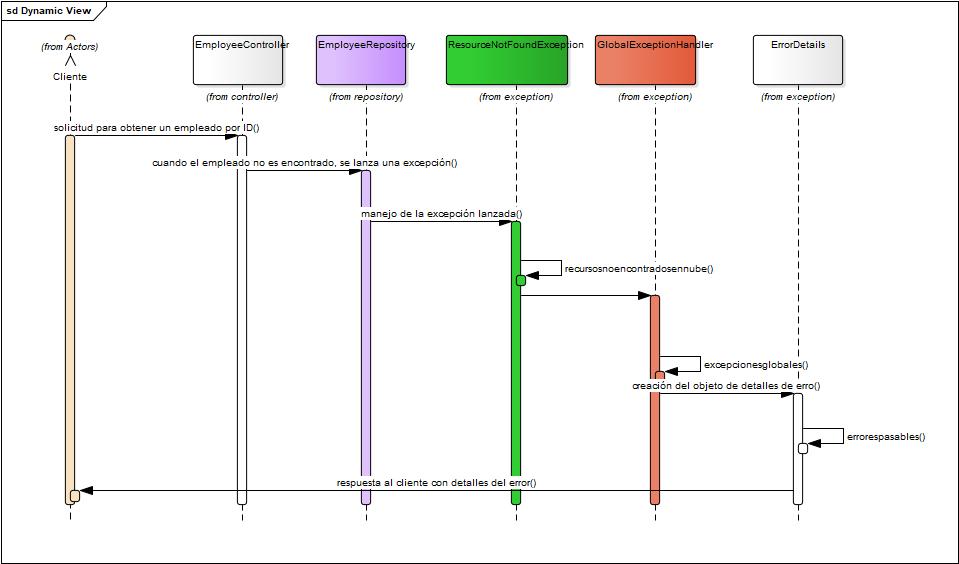 sd Dynamic View
(from Actors)
Cliente
EmployeeController
(from controller)
EmployeeRepository
(from repository)
ResourceNotFoundException
(from exception)
GlobalExceptionHandler
(from exception)
ErrorDetails
(from exception)
solicitud para obtener un empleado por ID()
cuando el empleado no es encontrado, se lanza una excepción()
manejo de la excepción lanzada()
recursosnoencontradosennube()
excepcionesglobales()
creación del objeto de detalles de erro()
errorespasables()
respuesta al cliente con detalles del error()